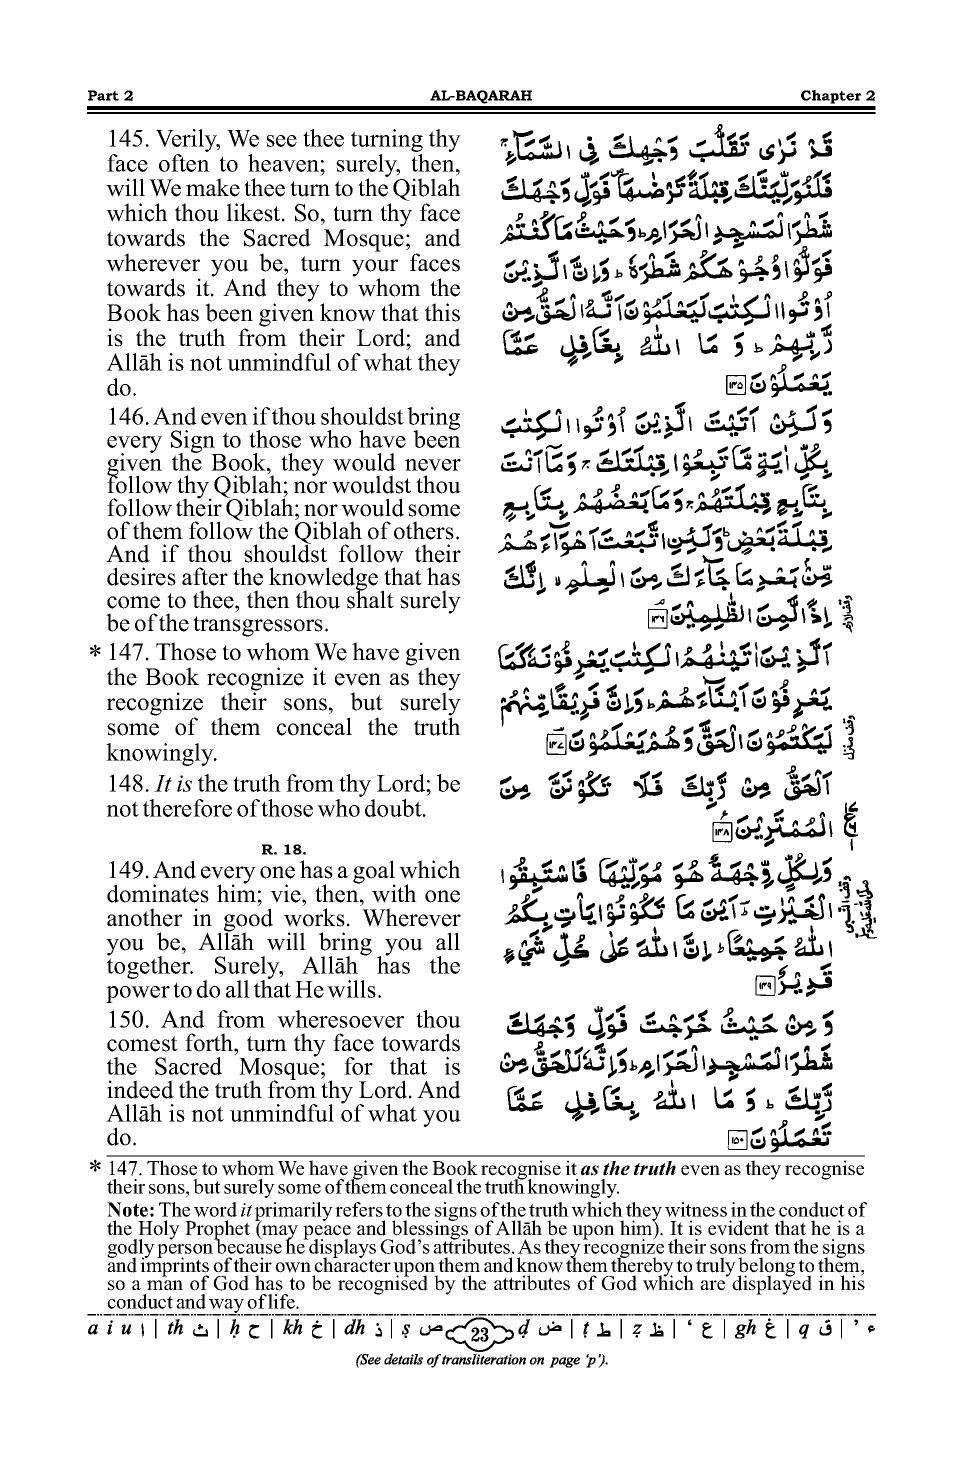 Part 2 AL-BAQARAH Chapter 2
145. Verily, We see thee turning thy
face often to heaven; surely, then,
will We make thee turn to the Qiblah
which thou likest. So, turn thy face
towards the Sacred Mosque; and
wherever you be, turn your faces
towards it. And they to whom the
Book has been given know that this
is the truth from their Lord; and
Allāh is not unmindful of what they
do.
146. And even if thou shouldst bring
every Sign to those who have been
given the Book, they would never
follow thy Qiblah; nor wouldst thou
follow their Qiblah; nor would some
of them follow the Qiblah of others.
And if thou shouldst follow their
desires after the knowledge that has
come to thee, then thou shalt surely
be of the transgressors.
* 147. Those to whom We have given
the Book recognize it even as they
recognize their sons, but surely
some of them conceal the truth
knowingly.
148. It is the truth from thy Lord; be
not therefore of those who doubt.
R. 18.
149. And every one has a goal which
dominates him; vie, then, with one
another in good works. Wherever
you be, Allāh will bring you all
together. Surely, Allāh has the
power to do all that He wills.
150. And from wheresoever thou
comest forth, turn thy face towards
the Sacred Mosque; for that is
indeed the truth from thy Lord. And
Allāh is not unmindful of what you
do.
قَدْ نَرٰى تَقَلُّبَ وَجْهِكَ فِي السَّمَآءِ ۚ
فَلَنُوَلِّيَنَّكَ قِبْلَةً تَرْضٰىهَا ۪ فَوَلِّ وَجْهَكَ
شَطْرَ الْمَسْجِدِ الْحَرَامِ ؕ وَحَيْثُ مَا كُنْتُمْ
فَوَلُّوْا وُجُوْهَكُمْ شَطْرَهٗ ؕ وَاِنَّ الَّذِيْنَ
اُوْتُوا الْكِتٰبَ لَيَعْلَمُوْنَ اَنَّهُ الْحَقُّ مِنْ
رَّبِّهِمْ ؕ وَ مَا اللّٰهُ بِغَافِلٍ عَمَّا
يَعْمَلُوْنَ ۱۴۵
وَلَئِنْ اَتَيْتَ الَّذِيْنَ اُوْتُوا الْكِتٰبَ
بِكُلِّ اٰيَةٍ مَّا تَبِعُوْا قِبْلَتَكَ ۚ وَمَاۤ اَنْتَ
بِتَابِعٍ قِبْلَتَهُمْ ۚ وَمَا بَعْضُهُمْ بِتَابِعٍ
قِبْلَةَ بَعْضٍ ؕ وَلَئِنِ اتَّبَعْتَ اَهْوَآءَهُمْ
مِّنْۢ بَعْدِ مَا جَآءَكَ مِنَ الْعِلْمِ ۙ اِنَّكَ
اِذًا لَّمِنَ الظّٰلِمِيْنَ ۱۴۶
اَلَّذِيْنَ اٰتَيْنٰهُمُ الْكِتٰبَ يَعْرِفُوْنَهٗ كَمَا
يَعْرِفُوْنَ اَبْنَآءَهُمْ ؕ وَاِنَّ فَرِيْقًا مِّنْهُمْ
لَيَكْتُمُوْنَ الْحَقَّ وَهُمْ يَعْلَمُوْنَ ۱۴۷
اَلْحَقُّ مِنْ رَّبِّكَ فَلَا تَكُوْنَنَّ مِنَ
الْمُمْتَرِيْنَ ۱۴۸
وَلِكُلٍّ وِّجْهَةٌ هُوَ مُوَلِّيْهَا فَاسْتَبِقُوا
الْخَيْرٰتِ ؔ اَيْنَ مَا تَكُوْنُوْا يَاْتِ بِكُمُ
اللّٰهُ جَمِيْعًا ؕ اِنَّ اللّٰهَ عَلٰى كُلِّ شَيْءٍ
قَدِيْرٌ ۱۴۹
وَ مِنْ حَيْثُ خَرَجْتَ فَوَلِّ وَجْهَكَ
شَطْرَ الْمَسْجِدِ الْحَرَامِ ؕ وَاِنَّهٗ لَلْحَقُّ مِنْ
رَّبِّكَ ؕ وَ مَا اللّٰهُ بِغَافِلٍ عَمَّا
تَعْمَلُوْنَ ۱۵۰
* 147. Those to whom We have given the Book recognise it as the truth even as they recognise
their sons, but surely some of them conceal the truth knowingly.
Note: The word it primarily refers to the signs of the truth which they witness in the conduct of
the Holy Prophet (may peace and blessings of Allāh be upon him). It is evident that he is a
godly person because he displays God's attributes. As they recognize their sons from the signs
and imprints of their own character upon them and know them thereby to truly belong to them,
so a man of God has to be recognised by the attributes of God which are displayed in his
conduct and way of life.
a i u ا | th ث | ḥ ح | kh خ | dh ذ | ṣ ص 23 ḍ ض | ṭ ط | ẓ ظ | ‘ ع | gh غ | q ق | ’ ء
(See details of transliteration on page ‘p’).